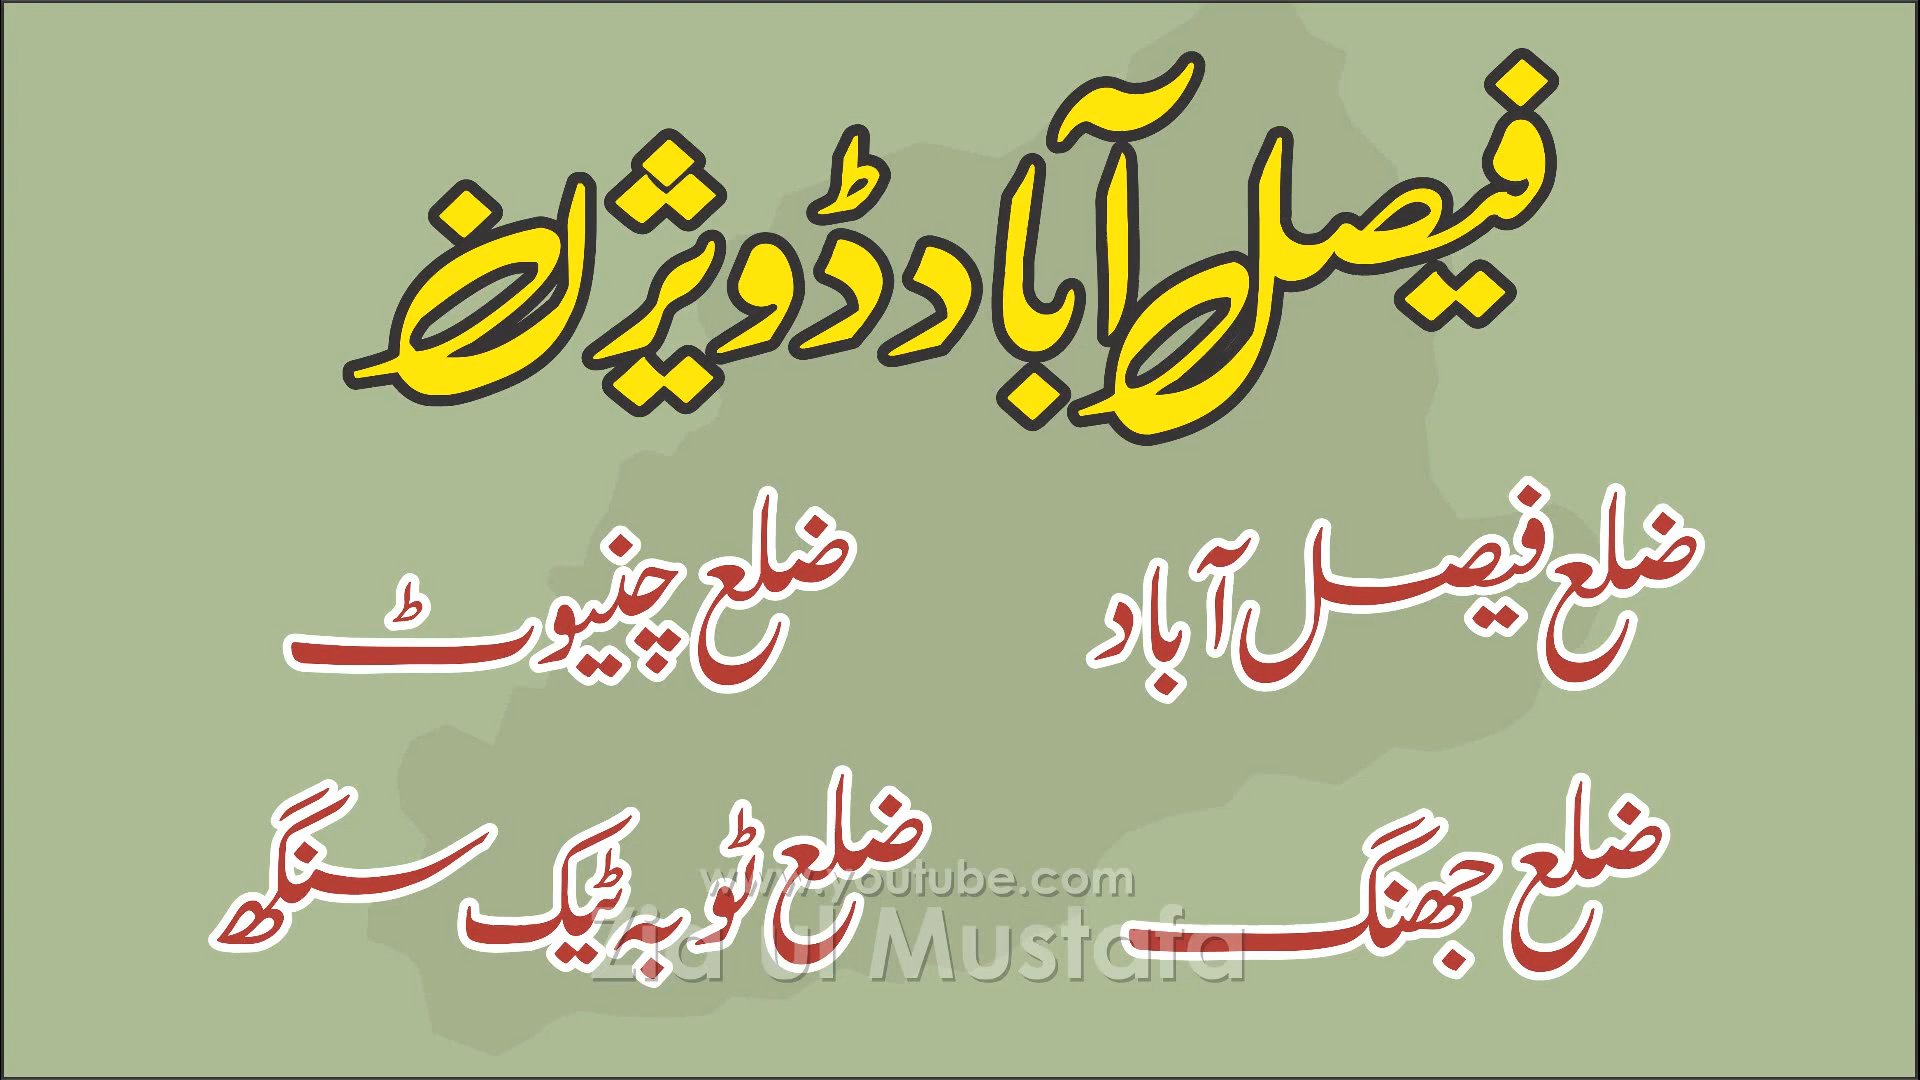 فیصل آباد ڈویژن
ضلع فیصل آباد
ضلع چنیوٹ
ضلع جھنگ
ضلع ٹوبہ ٹیک سنگھ
www.youtube.com
Zia ul Mustafa